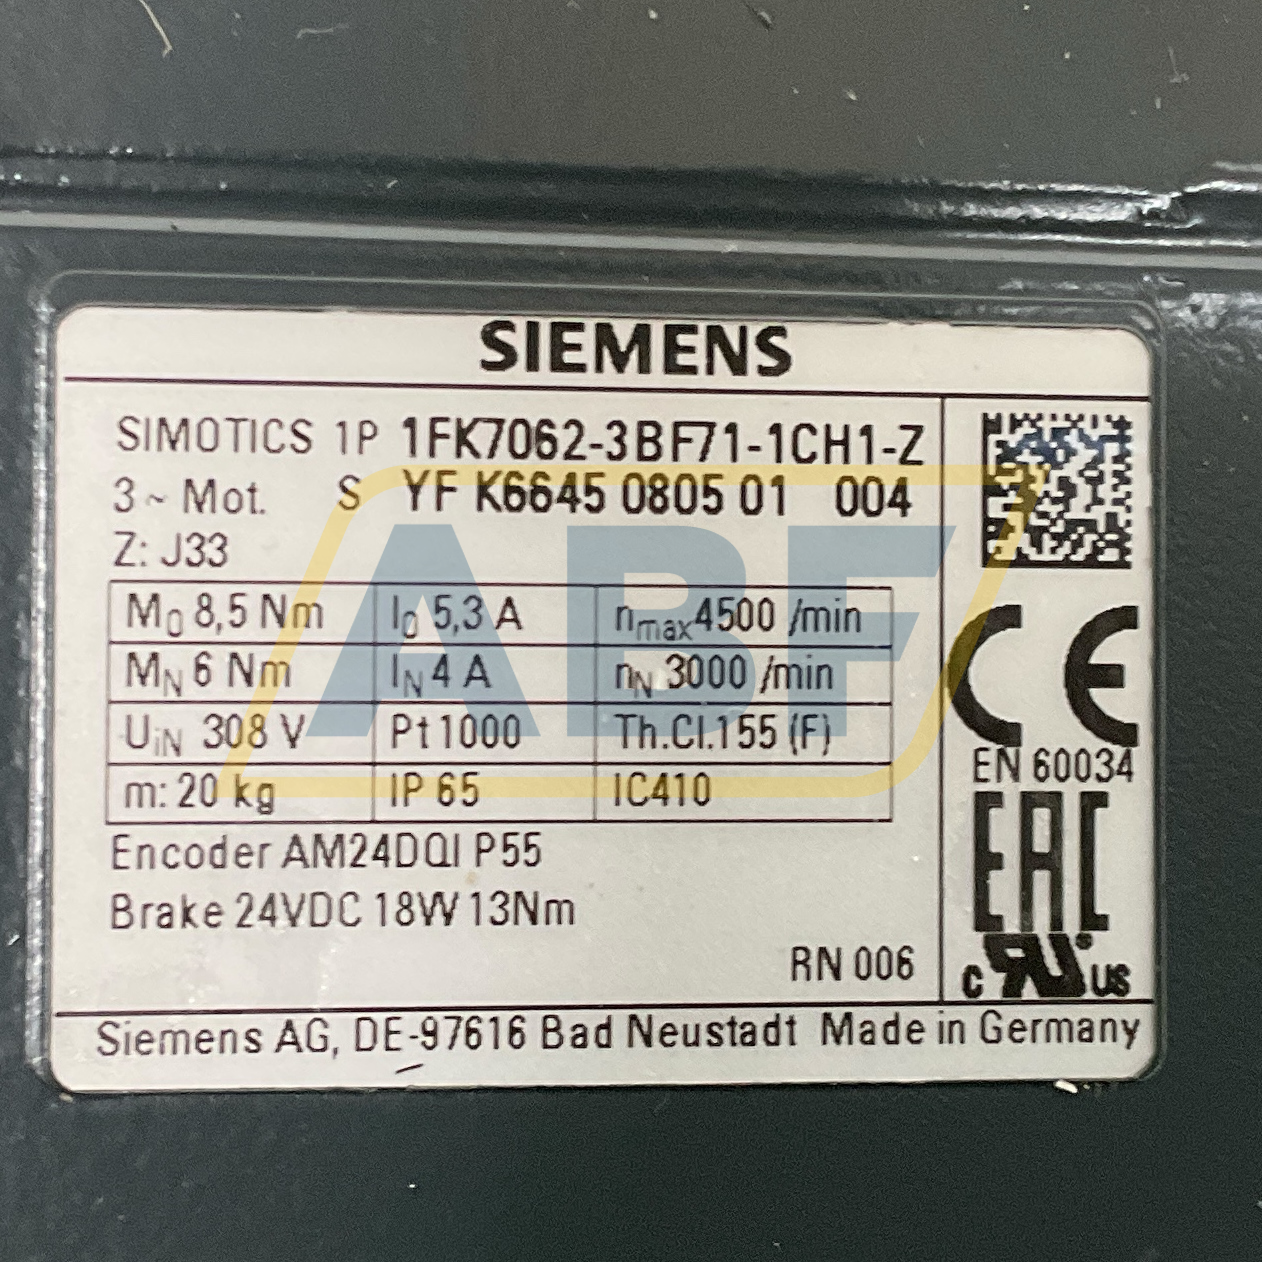 SIEMENS
SIMOTICS 1P 1FK7062-3BF71-1CH1-Z
3 ~ Mot. S YF K6645 0805 01 004
Z: J33
M0 8,5 Nm I0 5,3 A nmax 4500 /min
MN 6 Nm IN 4 A nN 3000 /min
UiN 308 V Pt1000 Th.Cl.155 (F)
m: 20 kg IP 65 IC410
Encoder AM24DQI P55
Brake 24VDC 18W 13Nm
RN 006
CE
EN 60034
EAC
c RU US
Siemens AG, DE-97616 Bad Neustadt Made in Germany
ABF